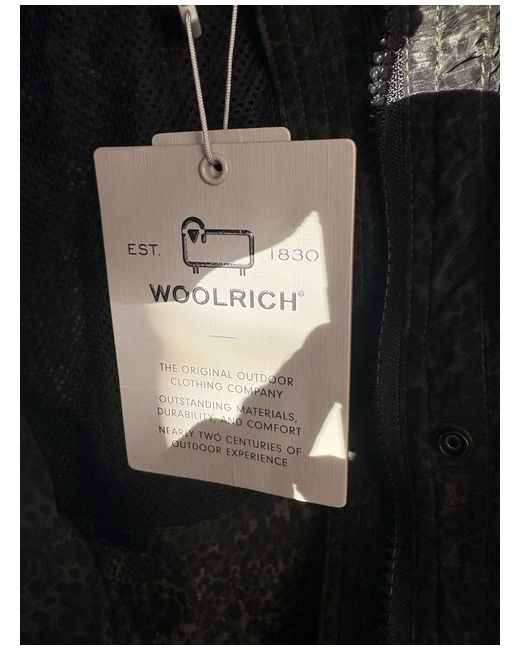 EST. 1830
WOOLRICH®
THE ORIGINAL OUTDOOR
CLOTHING COMPANY
OUTSTANDING MATERIALS,
DURABILITY, AND COMFORT
NEARLY TWO CENTURIES OF
OUTDOOR EXPERIENCE